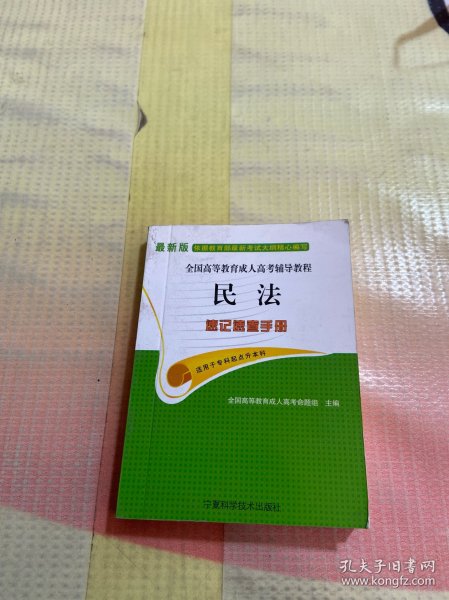 最新版 依据教育部最新考试大纲精心编写
全国高等教育成人高考辅导教程
民 法
速记速查手册
适用于专科起点升本科
全国高等教育成人高考命题组 主编
宁夏科学技术出版社
孔夫子旧书网
www.kongfz.com